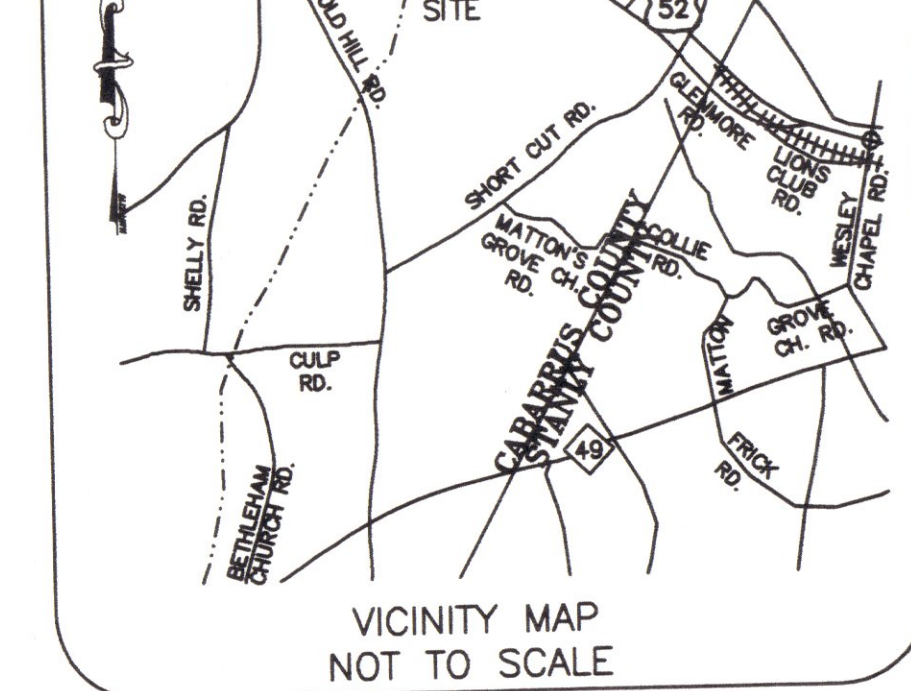 SITE
52
OLD HILL RD.
GLENMORE
RD.
SHORT CUT RD.
LIONS
CLUB
RD.
WESLEY
CHAPEL RD.
SHELLY RD.
MATTON'S
GROVE CH.
RD.
COLLIE
RD.
CABARRUS COUNTY
STANLY COUNTY
MATTON
GROVE
CH. RD.
CULP
RD.
49
FRICK
RD.
BETHLEHAM
CHURCH RD.
VICINITY MAP
NOT TO SCALE